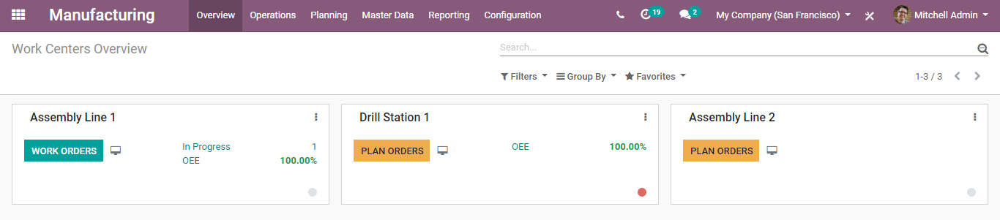 Manufacturing Overview Operations Planning Master Data Reporting Configuration 19 2 My Company (San Francisco) Mitchell Admin
Work Centers Overview Search...
Filters Group By Favorites 1-3 / 3
Assembly Line 1 Drill Station 1 Assembly Line 2
WORK ORDERS In Progress 1 PLAN ORDERS OEE 100.00% PLAN ORDERS
OEE 100.00%